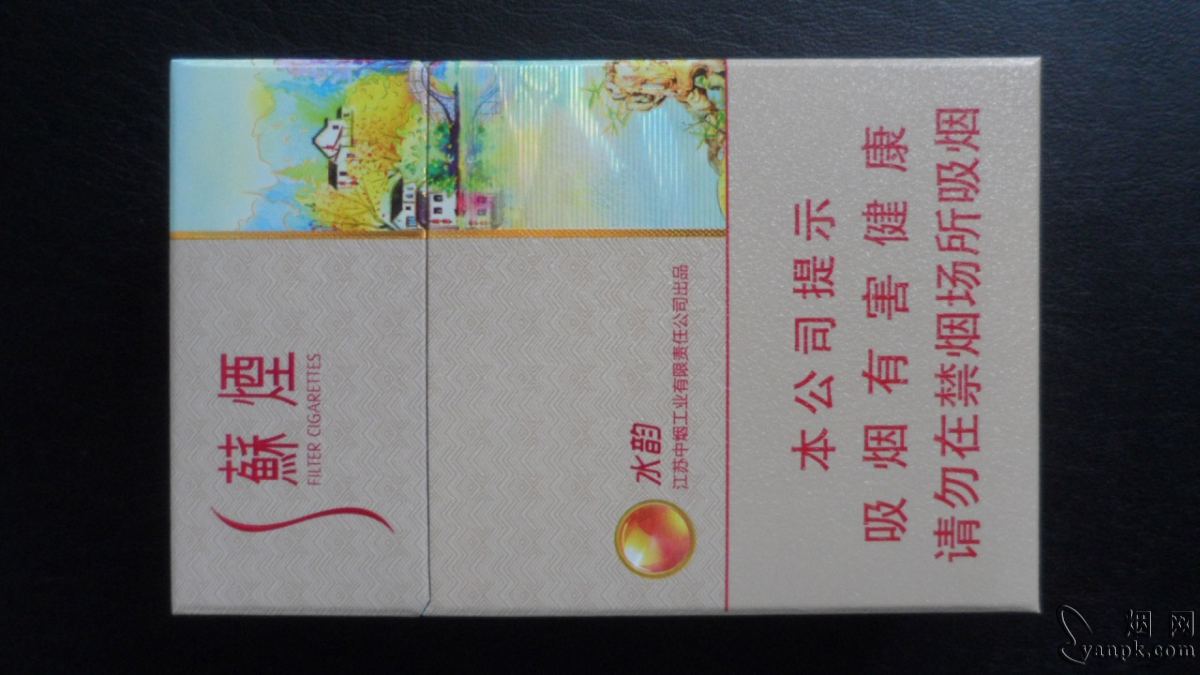 蘇煙
FILTER CIGARETTES
水韵
江苏中烟工业有限责任公司出品
本公司提示
吸烟有害健康
请勿在禁烟场所吸烟
烟网
yanpk.com